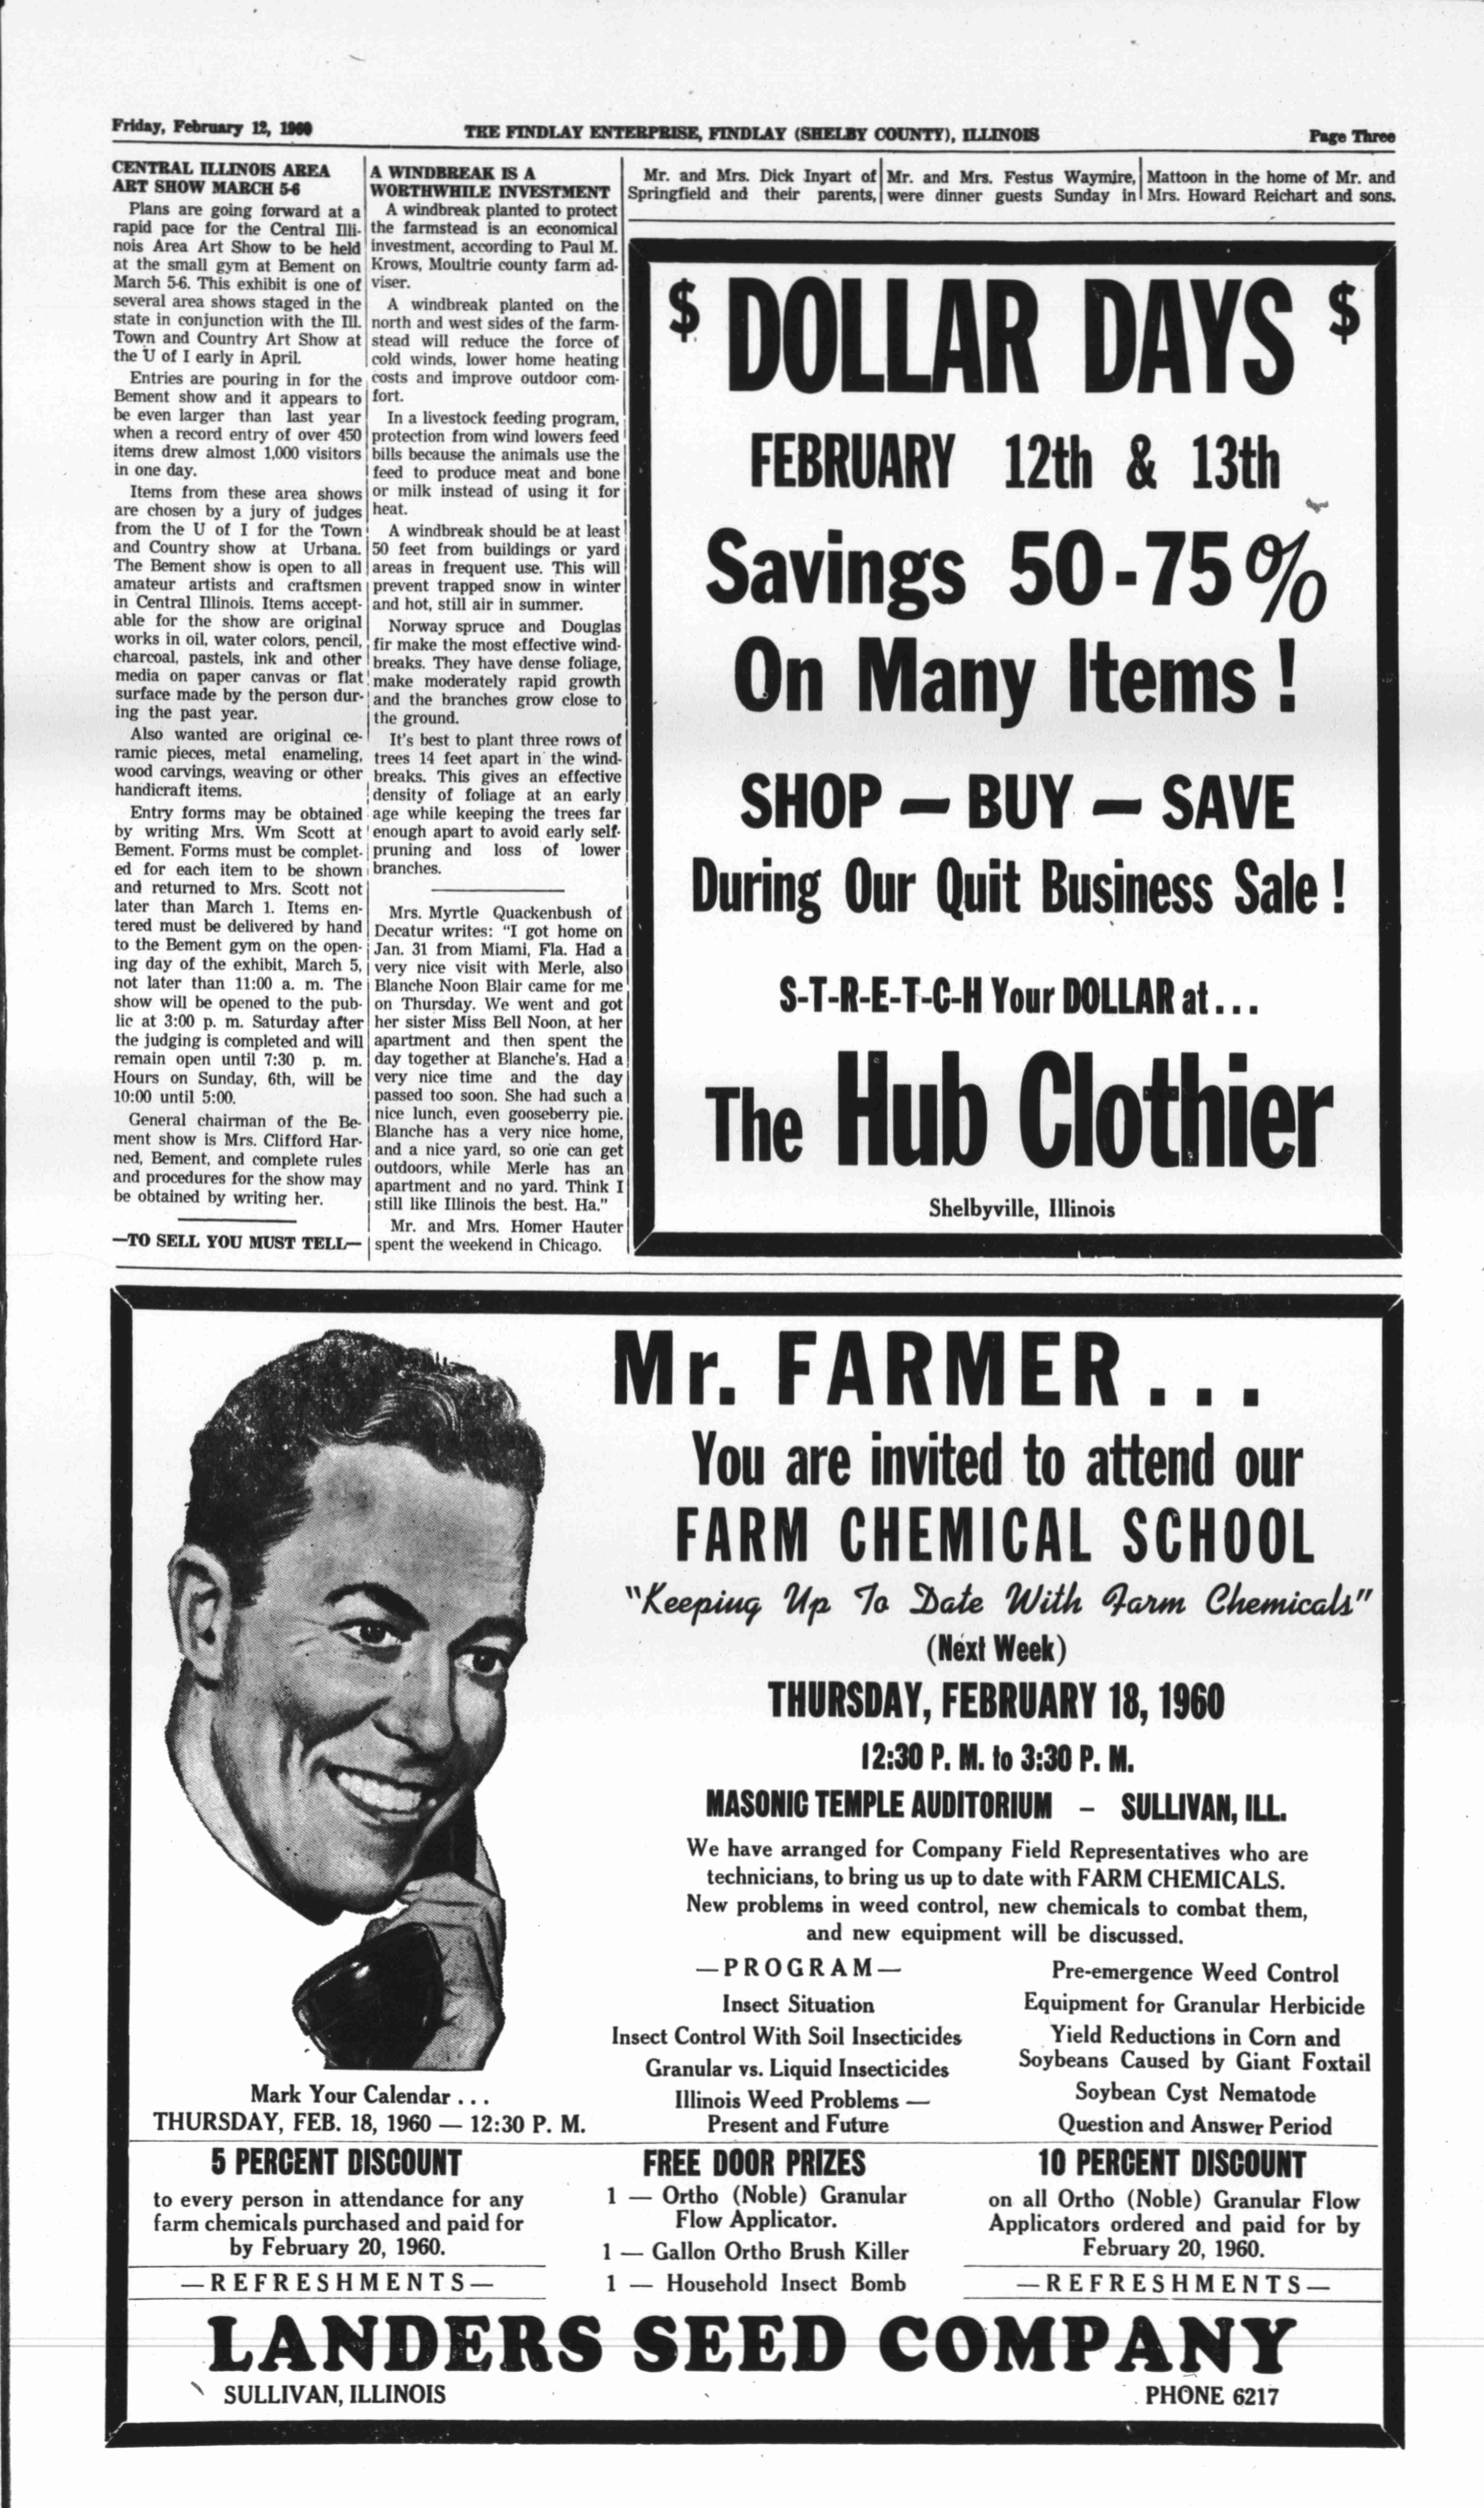 Friday, February 12, 1960
THE FINDLAY ENTERPRISE, FINDLAY (SHELBY COUNTY), ILLINOIS
Page Three
CENTRAL ILLINOIS AREA
ART SHOW MARCH 5-6
Plans are going forward at a
rapid pace for the Central Illi-
nois Area Art Show to be held
at the small gym at Bement on
March 5-6. This exhibit is one of
several area shows staged in the
state in conjunction with the Ill.
Town and Country Art Show at
the U of I early in April.
Entries are pouring in for the
Bement show and it appears to
be even larger than last year
when a record entry of over 450
items drew almost 1,000 visitors
in one day.
Items from these area shows
are chosen by a jury of judges
from the U of I for the Town
and Country show at Urbana.
The Bement show is open to all
amateur artists and craftsmen
in Central Illinois. Items accept-
able for the show are original
works in oil, water colors, pencil,
charcoal, pastels, ink and other
media on paper canvas or flat
surface made by the person dur-
ing the past year.
Also wanted are original ce-
ramic pieces, metal enameling,
wood carvings, weaving or other
handicraft items.
Entry forms may be obtained
by writing Mrs. Wm Scott at
Bement. Forms must be complet-
ed for each item to be shown
and returned to Mrs. Scott not
later than March 1. Items en-
tered must be delivered by hand
to the Bement gym on the open-
ing day of the exhibit, March 5,
not later than 11:00 a. m. The
show will be opened to the pub-
lic at 3:00 p. m. Saturday after
the judging is completed and will
remain open until 7:30 p. m.
Hours on Sunday, 6th, will be
10:00 until 5:00.
General chairman of the Be-
ment show is Mrs. Clifford Har-
ned, Bement, and complete rules
and procedures for the show may
be obtained by writing her.
—TO SELL YOU MUST TELL—
A WINDBREAK IS A
WORTHWHILE INVESTMENT
A windbreak planted to protect
the farmstead is an economical
investment, according to Paul M.
Krows, Moultrie county farm ad-
viser.
A windbreak planted on the
north and west sides of the farm-
stead will reduce the force of
cold winds, lower home heating
costs and improve outdoor com-
fort.
In a livestock feeding program,
protection from wind lowers feed
bills because the animals use the
feed to produce meat and bone
or milk instead of using it for
heat.
A windbreak should be at least
50 feet from buildings or yard
areas in frequent use. This will
prevent trapped snow in winter
and hot, still air in summer.
Norway spruce and Douglas
fir make the most effective wind-
breaks. They have dense foliage,
make moderately rapid growth
and the branches grow close to
the ground.
It's best to plant three rows of
trees 14 feet apart in the wind-
breaks. This gives an effective
density of foliage at an early
age while keeping the trees far
enough apart to avoid early self-
pruning and loss of lower
branches.
Mrs. Myrtle Quackenbush of
Decatur writes: "I got home on
Jan. 31 from Miami, Fla. Had a
very nice visit with Merle, also
Blanche Noon Blair came for me
on Thursday. We went and got
her sister Miss Bell Noon, at her
apartment and then spent the
day together at Blanche's. Had a
very nice time and the day
passed too soon. She had such a
nice lunch, even gooseberry pie.
Blanche has a very nice home,
and a nice yard, so one can get
outdoors, while Merle has an
apartment and no yard. Think I
still like Illinois the best. Ha."
Mr. and Mrs. Homer Hauter
spent the weekend in Chicago.
Mr. and Mrs. Dick Inyart of
Springfield and their parents,
Mr. and Mrs. Festus Waymire,
were dinner guests Sunday in
Mattoon in the home of Mr. and
Mrs. Howard Reichart and sons.
$ DOLLAR DAYS $
FEBRUARY 12th & 13th
Savings 50-75%
On Many Items!
SHOP — BUY — SAVE
During Our Quit Business Sale!
S-T-R-E-T-C-H Your DOLLAR at...
The Hub Clothier
Shelbyville, Illinois
Mr. FARMER...
You are invited to attend our
FARM CHEMICAL SCHOOL
"Keeping Up To Date With Farm Chemicals"
(Next Week)
THURSDAY, FEBRUARY 18, 1960
12:30 P. M. to 3:30 P. M.
MASONIC TEMPLE AUDITORIUM - SULLIVAN, ILL.
We have arranged for Company Field Representatives who are
technicians, to bring us up to date with FARM CHEMICALS.
New problems in weed control, new chemicals to combat them,
and new equipment will be discussed.
—PROGRAM—
Insect Situation
Insect Control With Soil Insecticides
Granular vs. Liquid Insecticides
Illinois Weed Problems —
Present and Future
Pre-emergence Weed Control
Equipment for Granular Herbicide
Yield Reductions in Corn and
Soybeans Caused by Giant Foxtail
Soybean Cyst Nematode
Question and Answer Period
Mark Your Calendar...
THURSDAY, FEB. 18, 1960 — 12:30 P. M.
5 PERCENT DISCOUNT
to every person in attendance for any
farm chemicals purchased and paid for
by February 20, 1960.
—REFRESHMENTS—
FREE DOOR PRIZES
1 — Ortho (Noble) Granular
Flow Applicator.
1 — Gallon Ortho Brush Killer
1 — Household Insect Bomb
10 PERCENT DISCOUNT
on all Ortho (Noble) Granular Flow
Applicators ordered and paid for by
February 20, 1960.
—REFRESHMENTS—
LANDERS SEED COMPANY
SULLIVAN, ILLINOIS
PHONE 6217